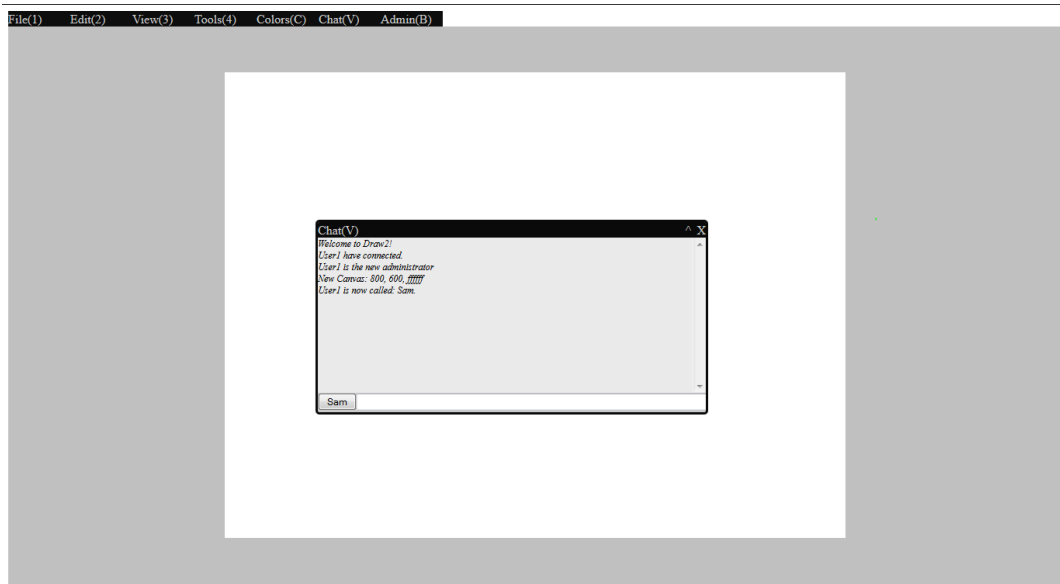 File(1) Edit(2) View(3) Tools(4) Colors(C) Chat(V) Admin(B)
Chat(V) ^ X
Welcome to Draw2!
User1 have connected.
User1 is the new administrator
New Canvas: 800, 600, ffffff
User1 is now called: Sam.
Sam